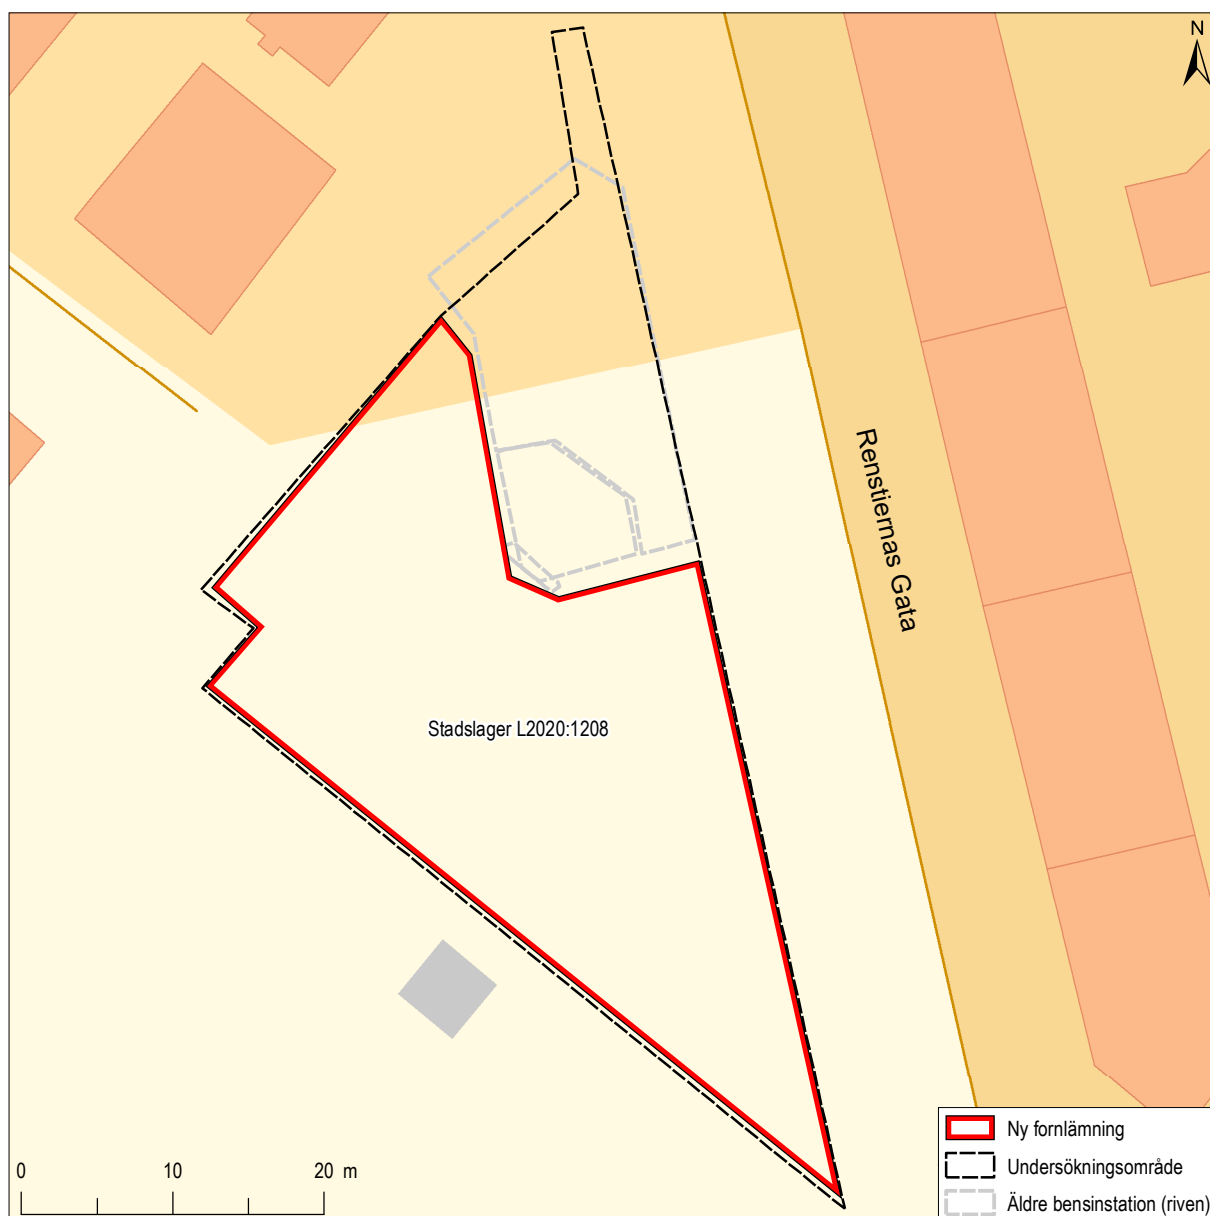 N
Renstiernas Gata
Stadslager L2020:1208
0 10 20 m
Ny fornlämning
Undersökningsområde
Äldre bensinstation (riven)